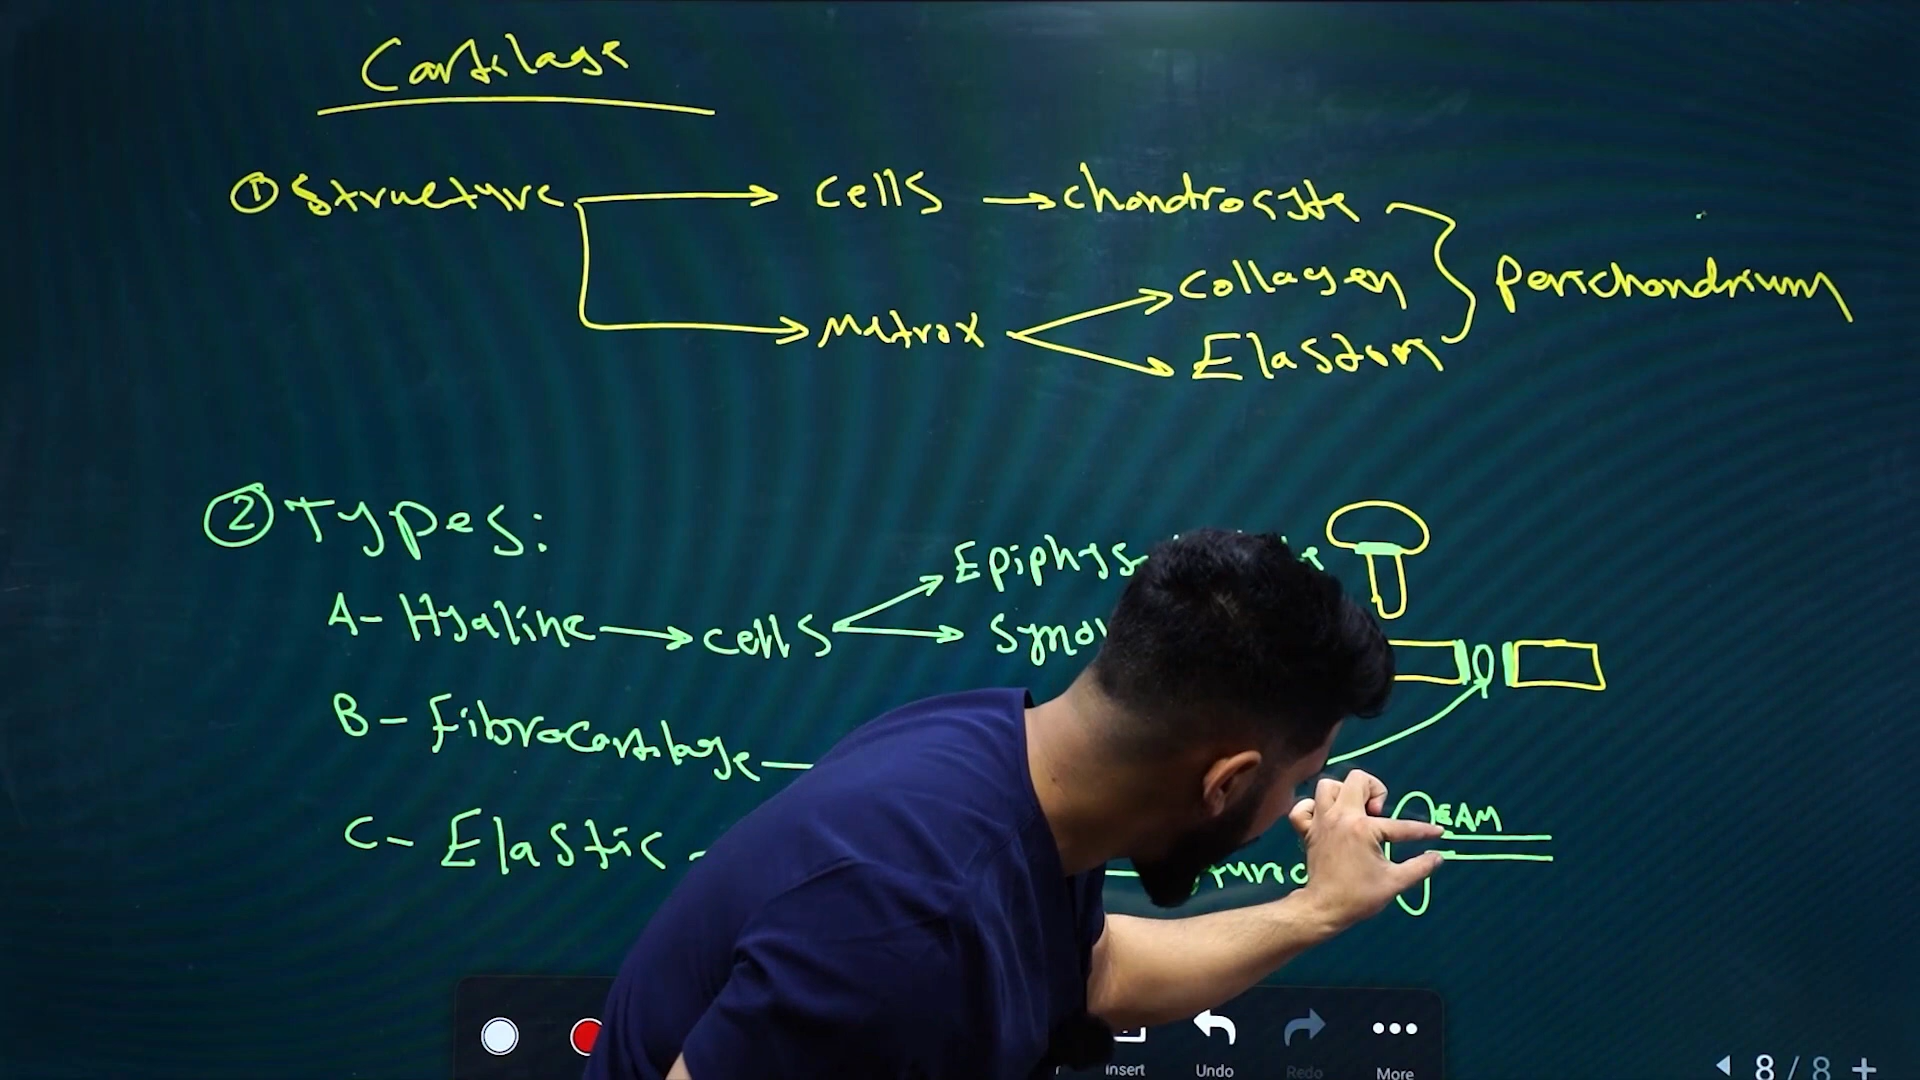 Cartilage
① Structure → cells → chondrocyte
Matrix
collagen
Elastin
Perichondrium
② Types:
A- Hyaline → cells
Epiphys
Synov
B- Fibrocartilage
C- Elastic
EAM
Insert
Undo
Redo
More
8 / 8 +